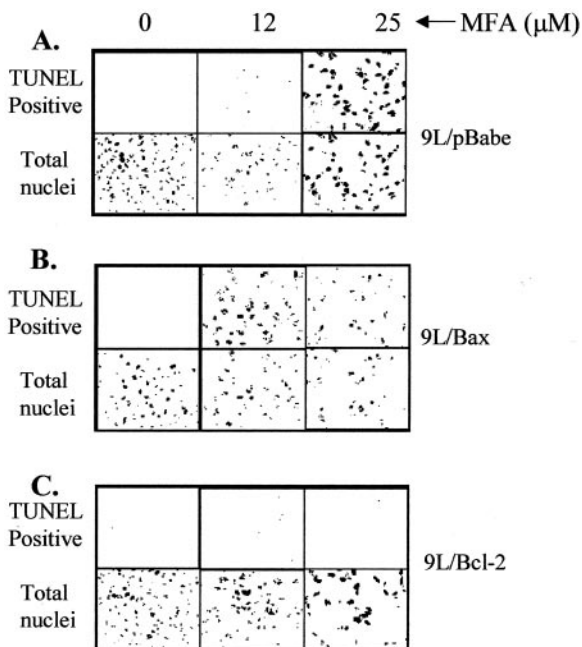 0 12 25 ← MFA (μM)
A.
TUNEL
Positive
Total
nuclei
9L/pBabe
B.
TUNEL
Positive
Total
nuclei
9L/Bax
C.
TUNEL
Positive
Total
nuclei
9L/Bcl-2